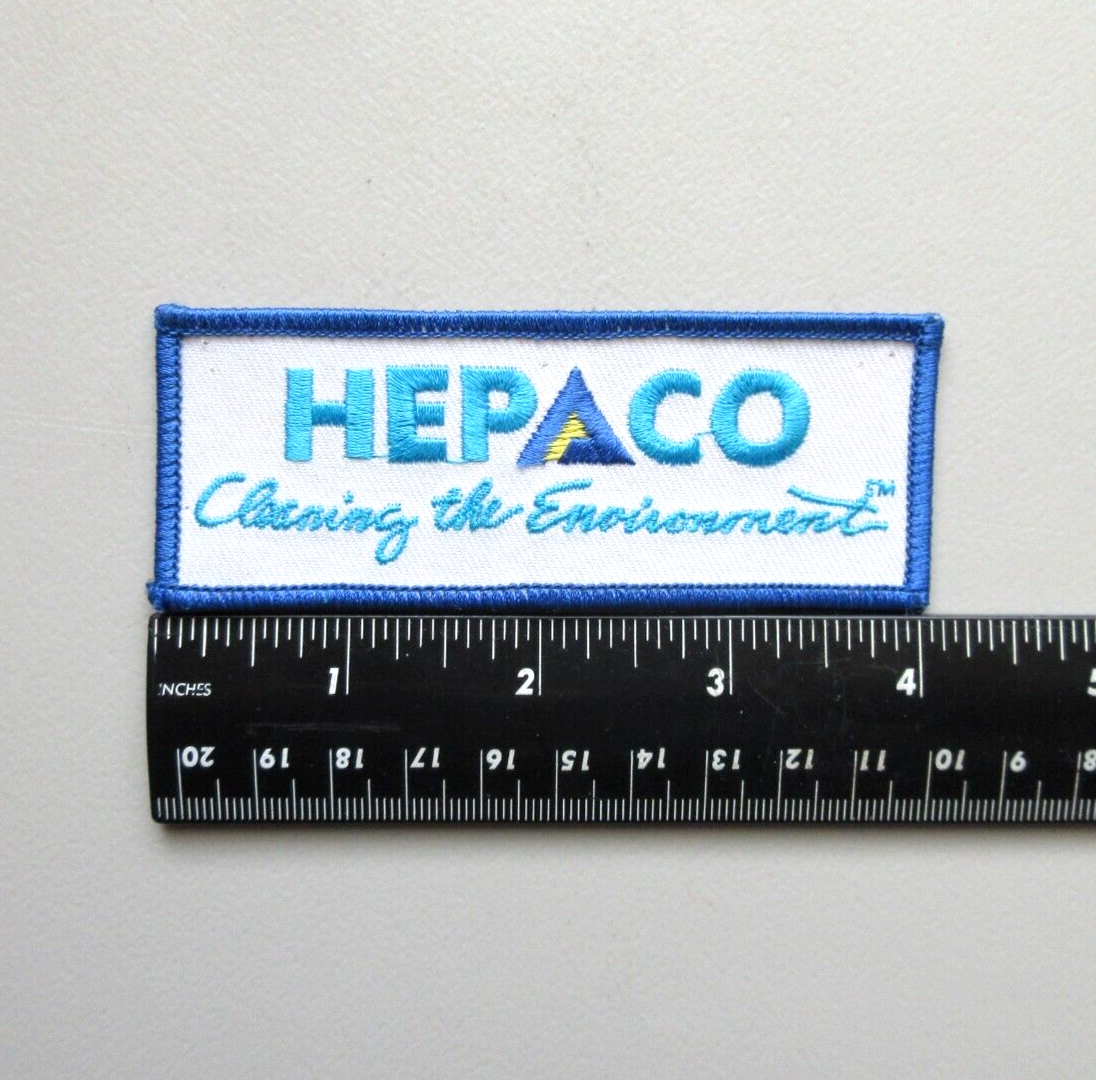 HEPACO
Cleaning the Environment℠
1 2 3 4 5
INCHES
20 19 18 17 16 15 14 13 12 11 10 9 8